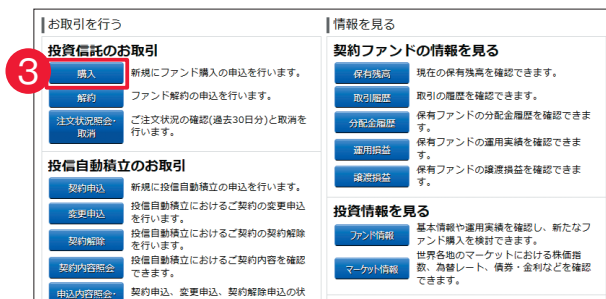 お取引を行う
投資信託のお取引
3
購入
新規にファンド購入の申込を行います。
解約
ファンド解約の申込を行います。
注文状況照会・
取消
ご注文状況の確認(過去30日分)と取消を
行います。
投信自動積立のお取引
契約申込
新規に投信自動積立の申込を行います。
変更申込
投信自動積立におけるご契約の変更申込
を行います。
契約解除
投信自動積立におけるご契約の契約解除
を行います。
契約内容照会
投信自動積立におけるご契約内容を確認
できます。
申込内容照会・
契約申込、変更申込、契約解除申込の状
情報を見る
契約ファンドの情報を見る
保有残高
現在の保有残高を確認できます。
取引履歴
取引の履歴を確認できます。
分配金履歴
保有ファンドの分配金履歴を確認できま
す。
運用損益
保有ファンドの運用実績を確認できま
す。
譲渡損益
保有ファンドの譲渡損益を確認できま
す。
投資情報を見る
ファンド情報
基本情報や運用実績を確認し、新たなフ
ァンド購入を検討できます。
マーケット情報
世界各地のマーケットにおける株価指
数、為替レート、債券・金利などを確認
できます。